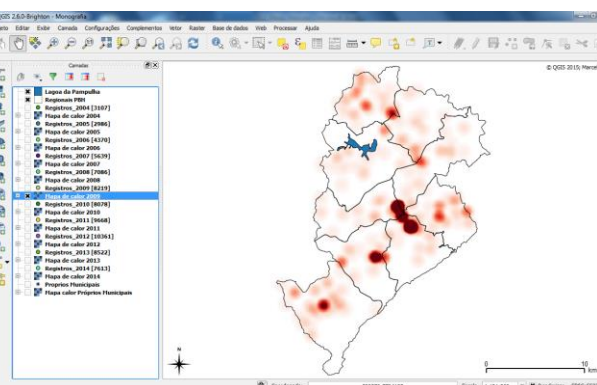 QGIS 2.6.0-Brighton - Monografia
Editar Exibir Camadas Configurações Complementos Vetor Raster Base de dados Web Processar Ajuda
Camadas
Lagoa da Pampulha
Regionais PBH
Registros_2004 [3107]
Mapa de calor 2004
Registros_2005 [2986]
Mapa de calor 2005
Registros_2006 [4370]
Mapa de calor 2006
Registros_2007 [5639]
Mapa de calor 2007
Registros_2008 [7086]
Mapa de calor 2008
Registros_2009 [8219]
Mapa de calor 2009
Registros_2010 [8078]
Mapa de calor 2010
Registros_2011 [9668]
Mapa de calor 2011
Registros_2012 [10361]
Mapa de calor 2012
Registros_2013 [8522]
Mapa de calor 2013
Registros_2014 [7613]
Mapa de calor 2014
Proprios Municipais
Mapa calor Próprios Municipais
© QGIS 2015; Marcel
0 10
km